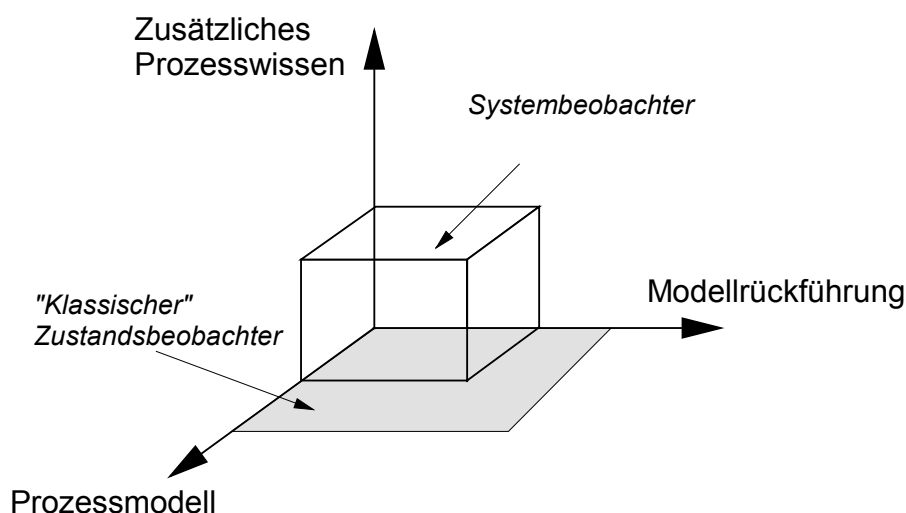 Zusätzliches
Prozesswissen
Systembeobachter
Modellrückführung
"Klassischer"
Zustandsbeobachter
Prozessmodell